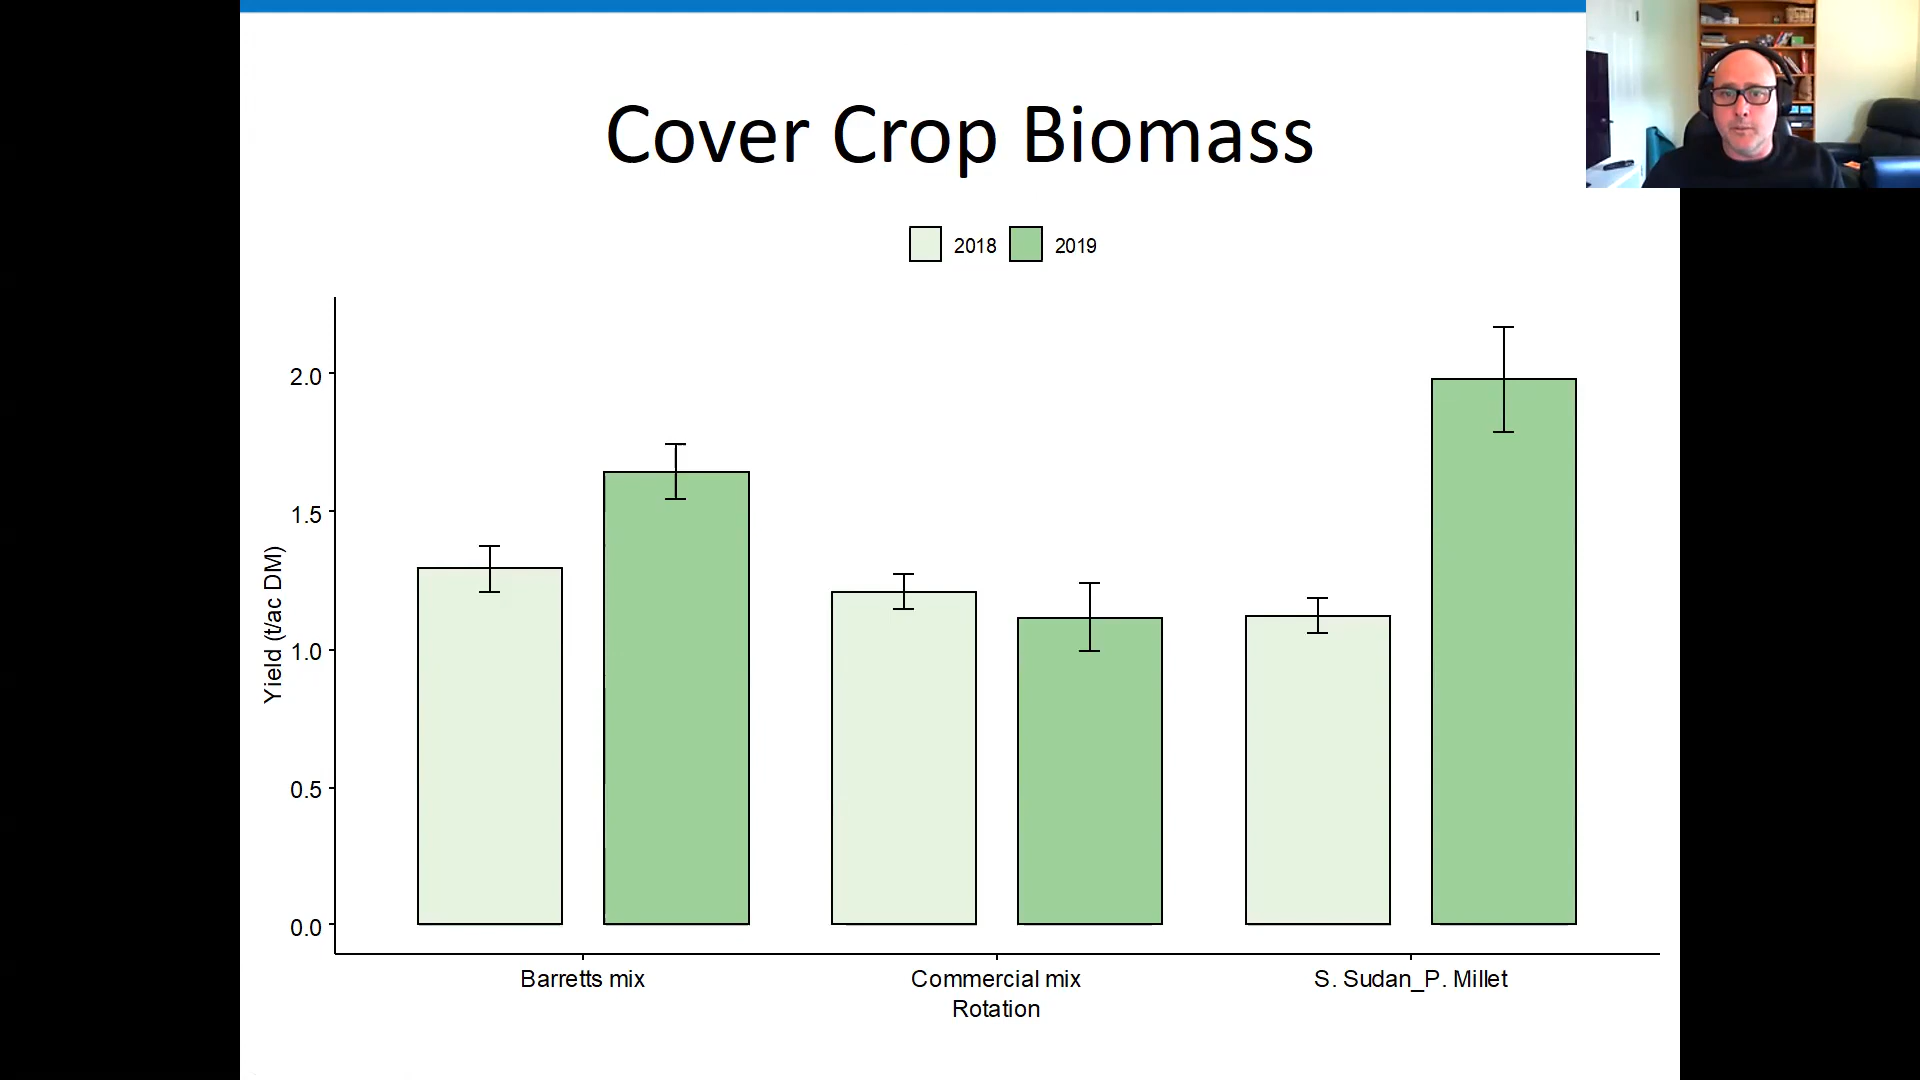 Cover Crop Biomass
2018 2019
Yield (t/ac DM)
2.0
1.5
1.0
0.5
0.0
Barretts mix Commercial mix S. Sudan_P. Millet
Rotation